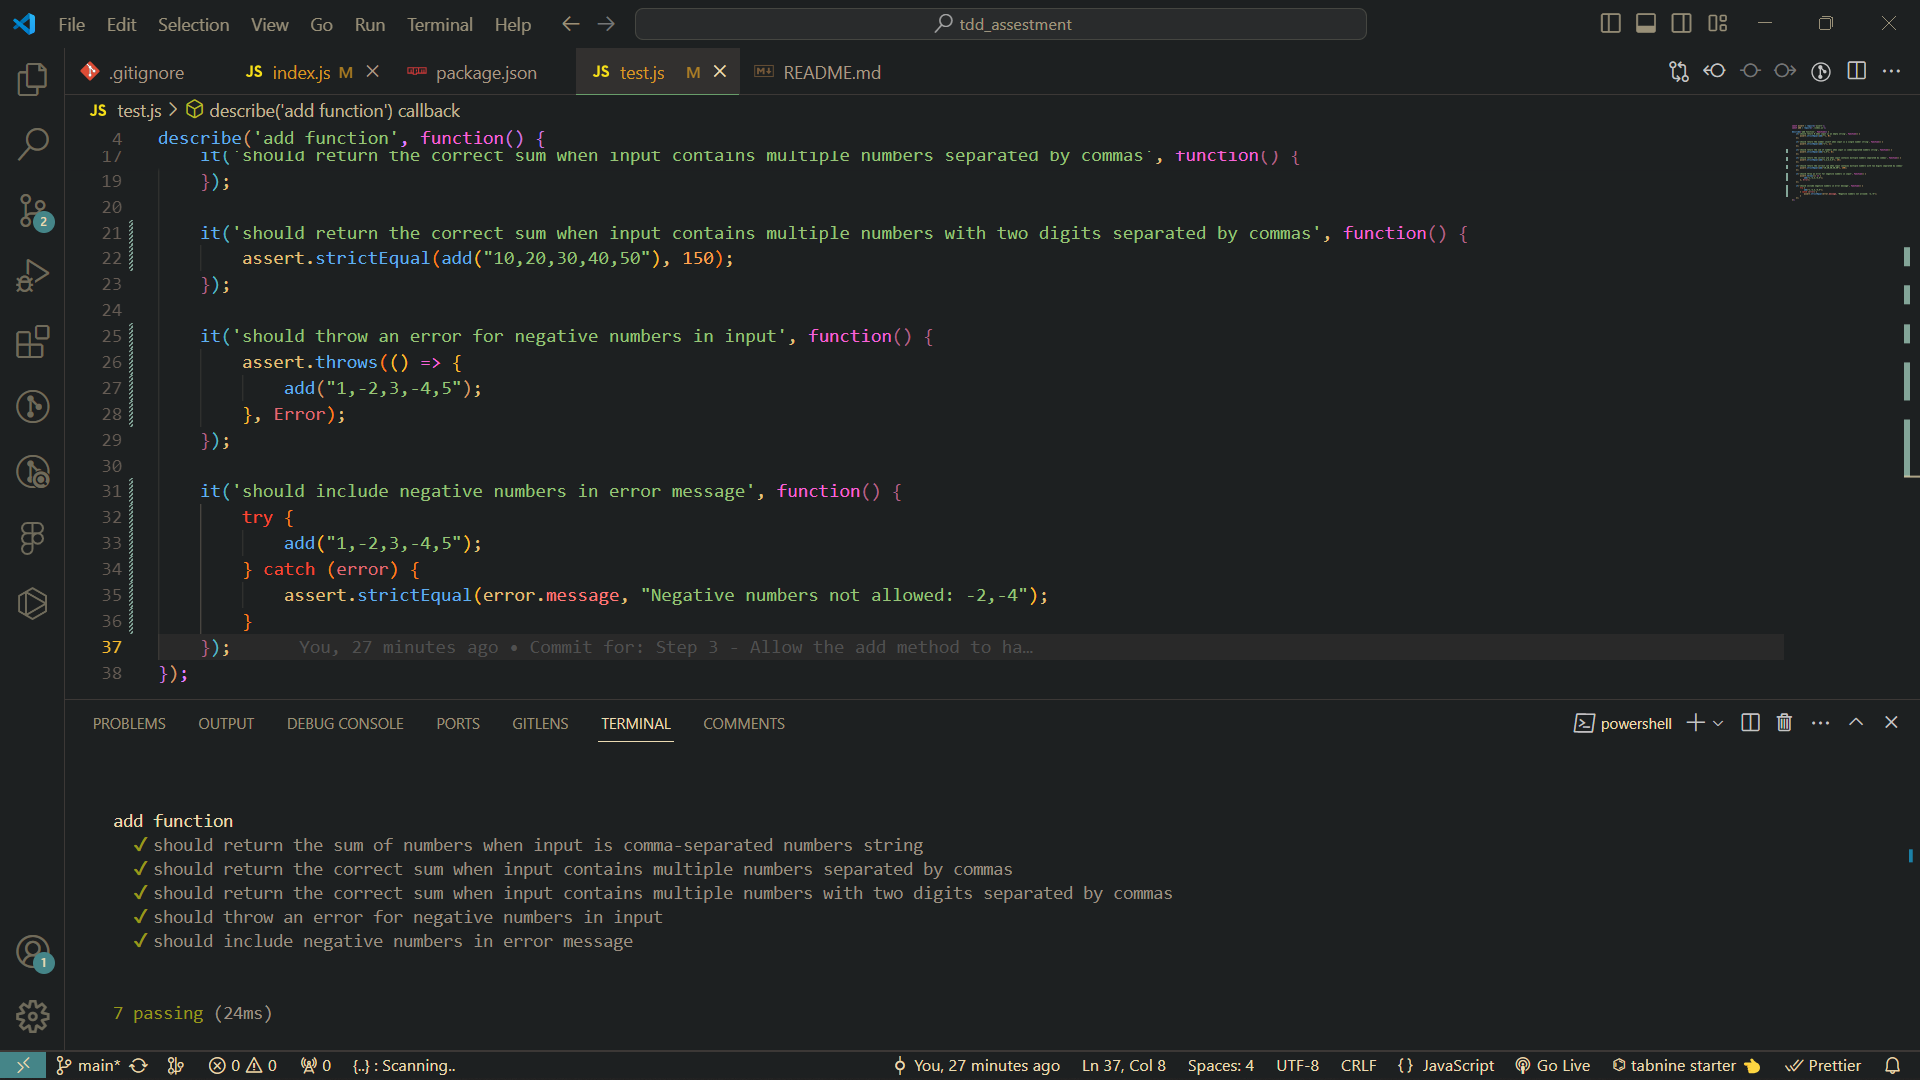 File Edit Selection View Go Run Terminal Help
tdd_assestment
.gitignore
JS index.js M
package.json
JS test.js M
README.md
JS test.js > describe('add function') callback
4 describe('add function', function() {
17 it('should return the correct sum when input contains multiple numbers separated by commas', function() {
19 });
20
21 it('should return the correct sum when input contains multiple numbers with two digits separated by commas', function() {
22 assert.strictEqual(add("10,20,30,40,50"), 150);
23 });
24
25 it('should throw an error for negative numbers in input', function() {
26 assert.throws(() => {
27 add("1,-2,3,-4,5");
28 }, Error);
29 });
30
31 it('should include negative numbers in error message', function() {
32 try {
33 add("1,-2,3,-4,5");
34 } catch (error) {
35 assert.strictEqual(error.message, "Negative numbers not allowed: -2,-4");
36 }
37 }); You, 27 minutes ago • Commit for: Step 3 - Allow the add method to ha…
38 });
2
1
PROBLEMS OUTPUT DEBUG CONSOLE PORTS GITLENS TERMINAL COMMENTS
powershell
add function
✓ should return the sum of numbers when input is comma-separated numbers string
✓ should return the correct sum when input contains multiple numbers separated by commas
✓ should return the correct sum when input contains multiple numbers with two digits separated by commas
✓ should throw an error for negative numbers in input
✓ should include negative numbers in error message
7 passing (24ms)
main* 0 0 0 {..} : Scanning.. You, 27 minutes ago Ln 37, Col 8 Spaces: 4 UTF-8 CRLF {} JavaScript Go Live tabnine starter Prettier